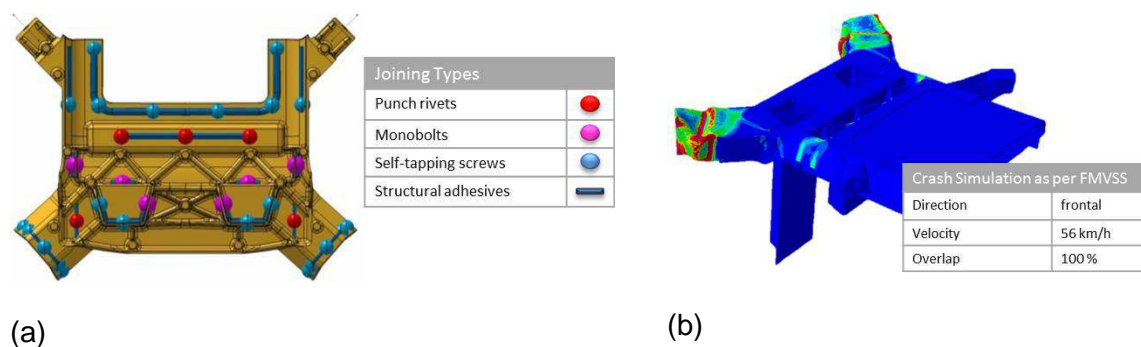 Joining Types
Punch rivets
Monobolts
Self-tapping screws
Structural adhesives
(a)
Crash Simulation as per FMVSS
Direction frontal
Velocity 56 km/h
Overlap 100 %
(b)